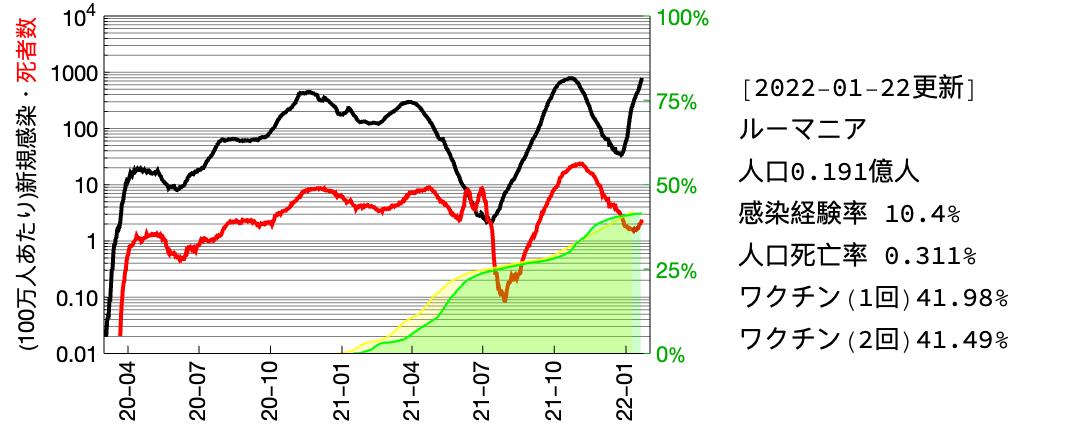 (100万人あたり)新規感染・死者数
10^4
1000
100
10
1
0.10
0.01
100%
75%
50%
25%
0%
20-04
20-07
20-10
21-01
21-04
21-07
21-10
22-01
[2022-01-22更新]
ルーマニア
人口0.191億人
感染経験率 10.4%
人口死亡率 0.311%
ワクチン(1回)41.98%
ワクチン(2回)41.49%